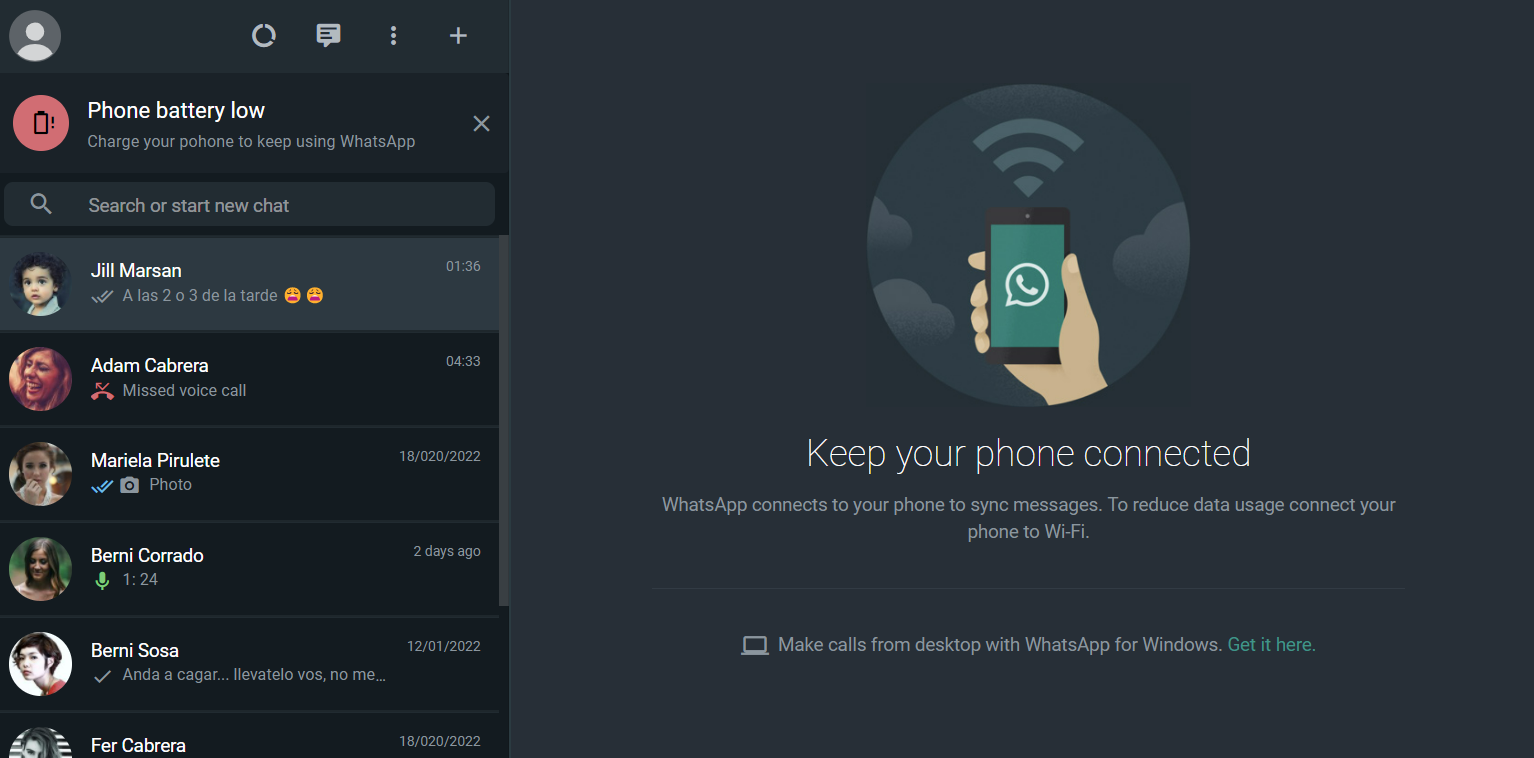 Phone battery low
Charge your pohone to keep using WhatsApp
Search or start new chat
Jill Marsan
01:36
A las 2 o 3 de la tarde 😩 😩
Adam Cabrera
04:33
Missed voice call
Mariela Pirulete
18/020/2022
Photo
Berni Corrado
2 days ago
1: 24
Berni Sosa
12/01/2022
Anda a cagar... llevatelo vos, no me...
Fer Cabrera
18/020/2022
Keep your phone connected
WhatsApp connects to your phone to sync messages. To reduce data usage connect your
phone to Wi-Fi.
Make calls from desktop with WhatsApp for Windows. Get it here.